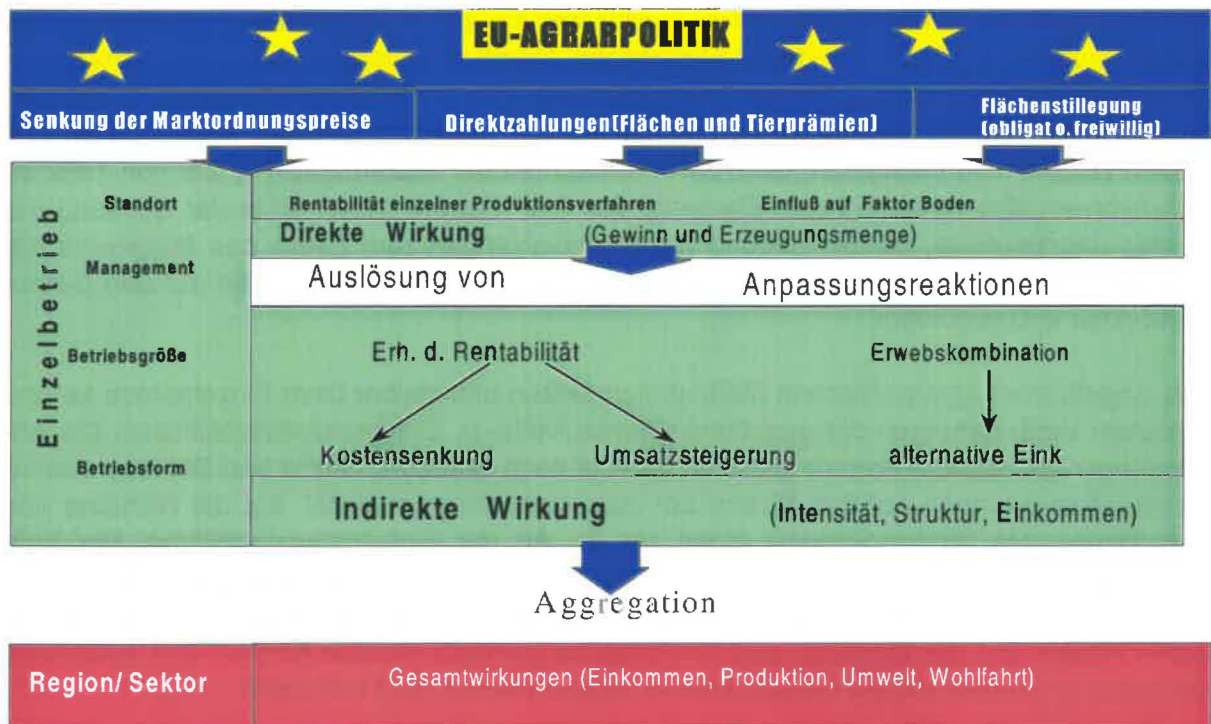 EU-AGRARPOLITIK
Senkung der Marktordnungspreise
Direktzahlungen(Flächen und Tierprämien)
Flächenstillegung
(obligat o. freiwillig)
Einzelbetrieb
Standort
Management
Betriebsgröße
Betriebsform
Rentabilität einzelner Produktionsverfahren
Einfluß auf Faktor Boden
Direkte Wirkung (Gewinn und Erzeugungsmenge)
Auslösung von Anpassungsreaktionen
Erh. d. Rentabilität
Erwebskombination
Kostensenkung
Umsatzsteigerung
alternative Eink
Indirekte Wirkung (Intensität, Struktur, Einkommen)
Aggregation
Region/ Sektor
Gesamtwirkungen (Einkommen, Produktion, Umwelt, Wohlfahrt)